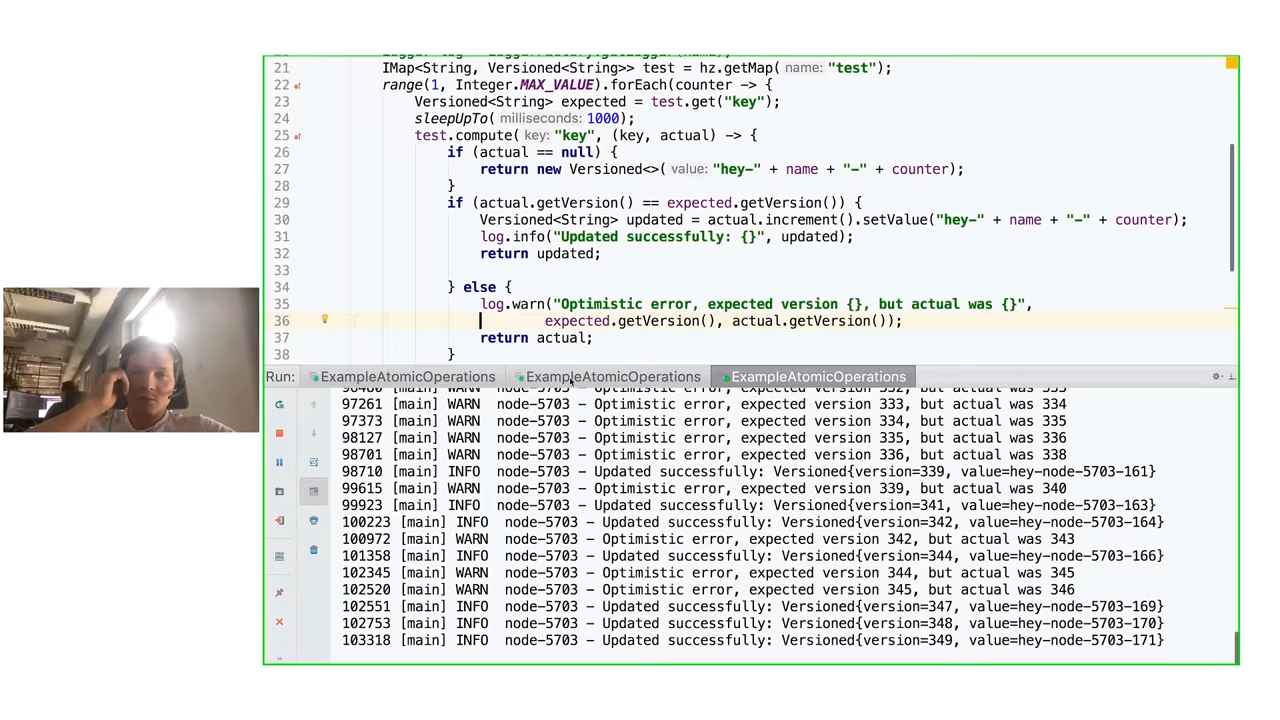 21 IMap<String, Versioned<String>> test = hz.getMap( name: "test");
22 range(1, Integer.MAX_VALUE).forEach(counter -> {
23 Versioned<String> expected = test.get("key");
24 sleepUpTo( milliseconds: 1000);
25 test.compute( key: "key", (key, actual) -> {
26 if (actual == null) {
27 return new Versioned<>( value: "hey-" + name + "-" + counter);
28 }
29 if (actual.getVersion() == expected.getVersion()) {
30 Versioned<String> updated = actual.increment().setValue("hey-" + name + "-" + counter);
31 log.info("Updated successfully: {}", updated);
32 return updated;
33
34 } else {
35 log.warn("Optimistic error, expected version {}, but actual was {}",
36 expected.getVersion(), actual.getVersion());
37 return actual;
38 }
Run: ExampleAtomicOperations ExampleAtomicOperations ExampleAtomicOperations
97261 [main] WARN node-5703 – Optimistic error, expected version 333, but actual was 334
97373 [main] WARN node-5703 – Optimistic error, expected version 334, but actual was 335
98127 [main] WARN node-5703 – Optimistic error, expected version 335, but actual was 336
98701 [main] WARN node-5703 – Optimistic error, expected version 336, but actual was 338
98710 [main] INFO node-5703 – Updated successfully: Versioned{version=339, value=hey-node-5703-161}
99615 [main] WARN node-5703 – Optimistic error, expected version 339, but actual was 340
99923 [main] INFO node-5703 – Updated successfully: Versioned{version=341, value=hey-node-5703-163}
100223 [main] INFO node-5703 – Updated successfully: Versioned{version=342, value=hey-node-5703-164}
100972 [main] WARN node-5703 – Optimistic error, expected version 342, but actual was 343
101358 [main] INFO node-5703 – Updated successfully: Versioned{version=344, value=hey-node-5703-166}
102345 [main] WARN node-5703 – Optimistic error, expected version 344, but actual was 345
102520 [main] WARN node-5703 – Optimistic error, expected version 345, but actual was 346
102551 [main] INFO node-5703 – Updated successfully: Versioned{version=347, value=hey-node-5703-169}
102753 [main] INFO node-5703 – Updated successfully: Versioned{version=348, value=hey-node-5703-170}
103318 [main] INFO node-5703 – Updated successfully: Versioned{version=349, value=hey-node-5703-171}